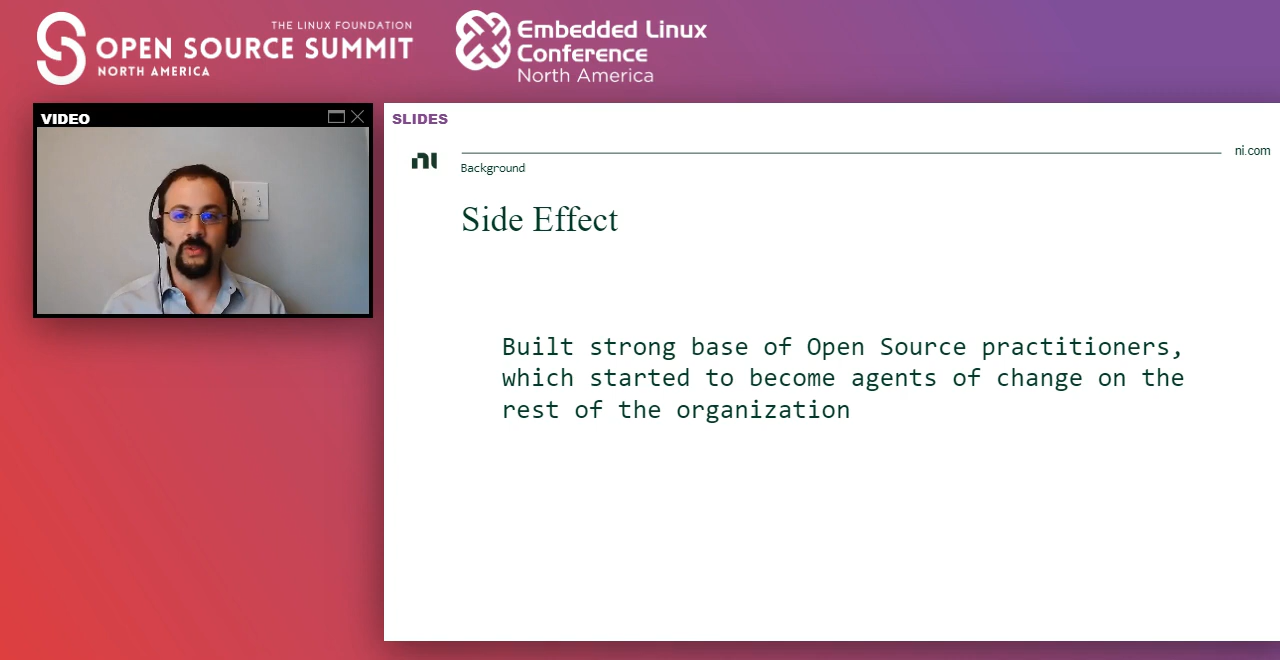 THE LINUX FOUNDATION
OPEN SOURCE SUMMIT
NORTH AMERICA
Embedded Linux
Conference
North America
VIDEO
SLIDES
ni
ni.com
Background
Side Effect
Built strong base of Open Source practitioners,
which started to become agents of change on the
rest of the organization